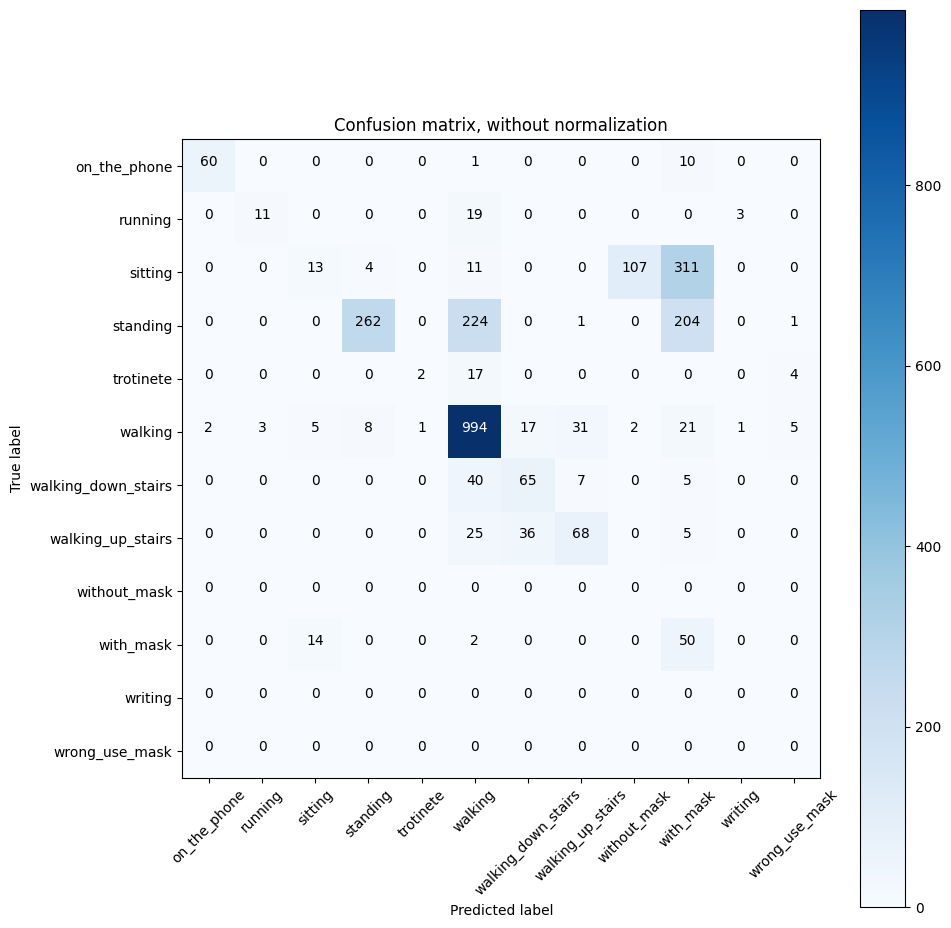 Confusion matrix, without normalization
on_the_phone 60 0 0 0 0 1 0 0 0 10 0 0
running 0 11 0 0 0 19 0 0 0 0 3 0
sitting 0 0 13 4 0 11 0 0 107 311 0 0
standing 0 0 0 262 0 224 0 1 0 204 0 1
trotinete 0 0 0 0 2 17 0 0 0 0 0 4
walking 2 3 5 8 1 994 17 31 2 21 1 5
walking_down_stairs 0 0 0 0 0 40 65 7 0 5 0 0
walking_up_stairs 0 0 0 0 0 25 36 68 0 5 0 0
without_mask 0 0 0 0 0 0 0 0 0 0 0 0
with_mask 0 0 14 0 0 2 0 0 0 50 0 0
writing 0 0 0 0 0 0 0 0 0 0 0 0
wrong_use_mask 0 0 0 0 0 0 0 0 0 0 0 0
on_the_phone running sitting standing trotinete walking walking_down_stairs walking_up_stairs without_mask with_mask writing wrong_use_mask
True label
Predicted label
800
600
400
200
0